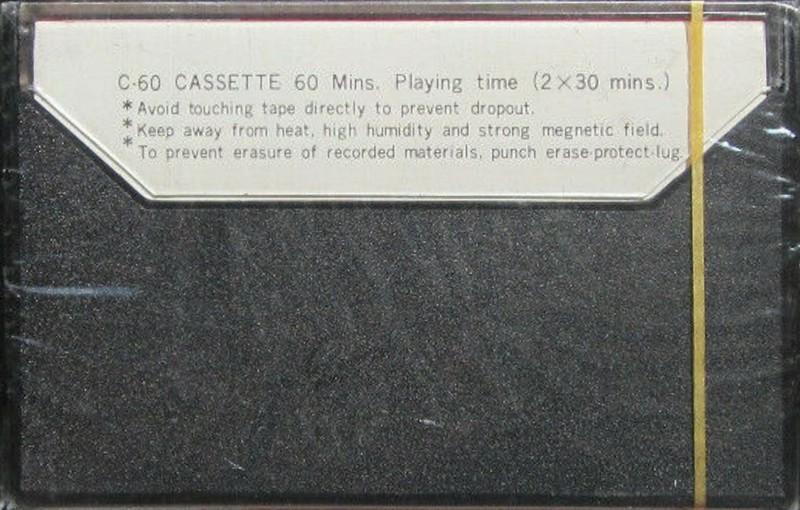 C-60 CASSETTE 60 Mins. Playing time (2×30 mins.)
*Avoid touching tape directly to prevent dropout.
*Keep away from heat, high humidity and strong megnetic field.
*To prevent erasure of recorded materials, punch erase-protect-lug.